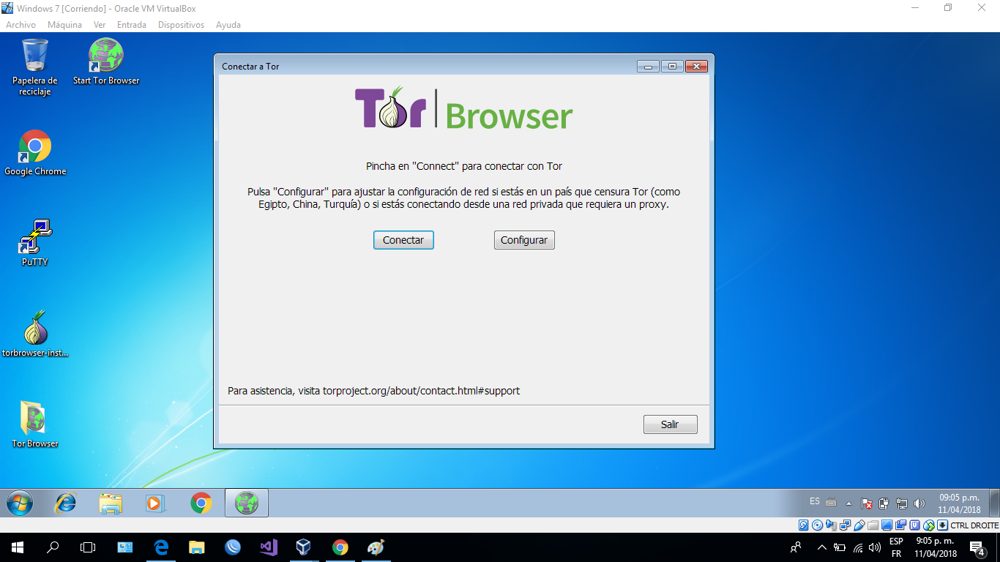 Windows 7 [Corriendo] - Oracle VM VirtualBox
Archivo Máquina Ver Entrada Dispositivos Ayuda
Papelera de
reciclaje
Start Tor Browser
Google Chrome
PuTTY
torbrowser-inst...
Tor Browser
Conectar a Tor
Tor Browser
Pincha en "Connect" para conectar con Tor
Pulsa "Configurar" para ajustar la configuración de red si estás en un país que censura Tor (como
Egipto, China, Turquía) o si estás conectando desde una red privada que requiera un proxy.
Conectar Configurar
Para asistencia, visita torproject.org/about/contact.html#support
Salir
ES
09:05 p.m.
11/04/2018
CTRL DROITE
ESP
FR
9:05 p. m.
11/04/2018
4